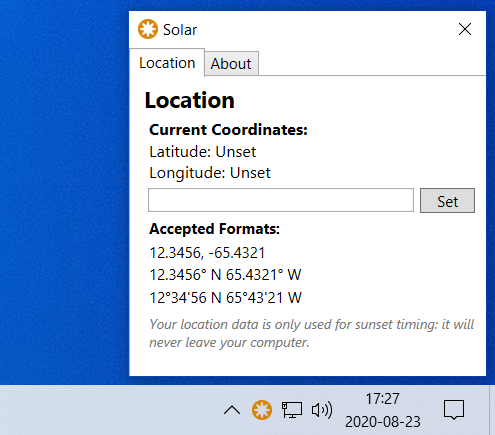 Solar
Location
About
Location
Current Coordinates:
Latitude: Unset
Longitude: Unset
Set
Accepted Formats:
12.3456, -65.4321
12.3456° N 65.4321° W
12°34'56 N 65°43'21 W
Your location data is only used for sunset timing: it will
never leave your computer.
17:27
2020-08-23